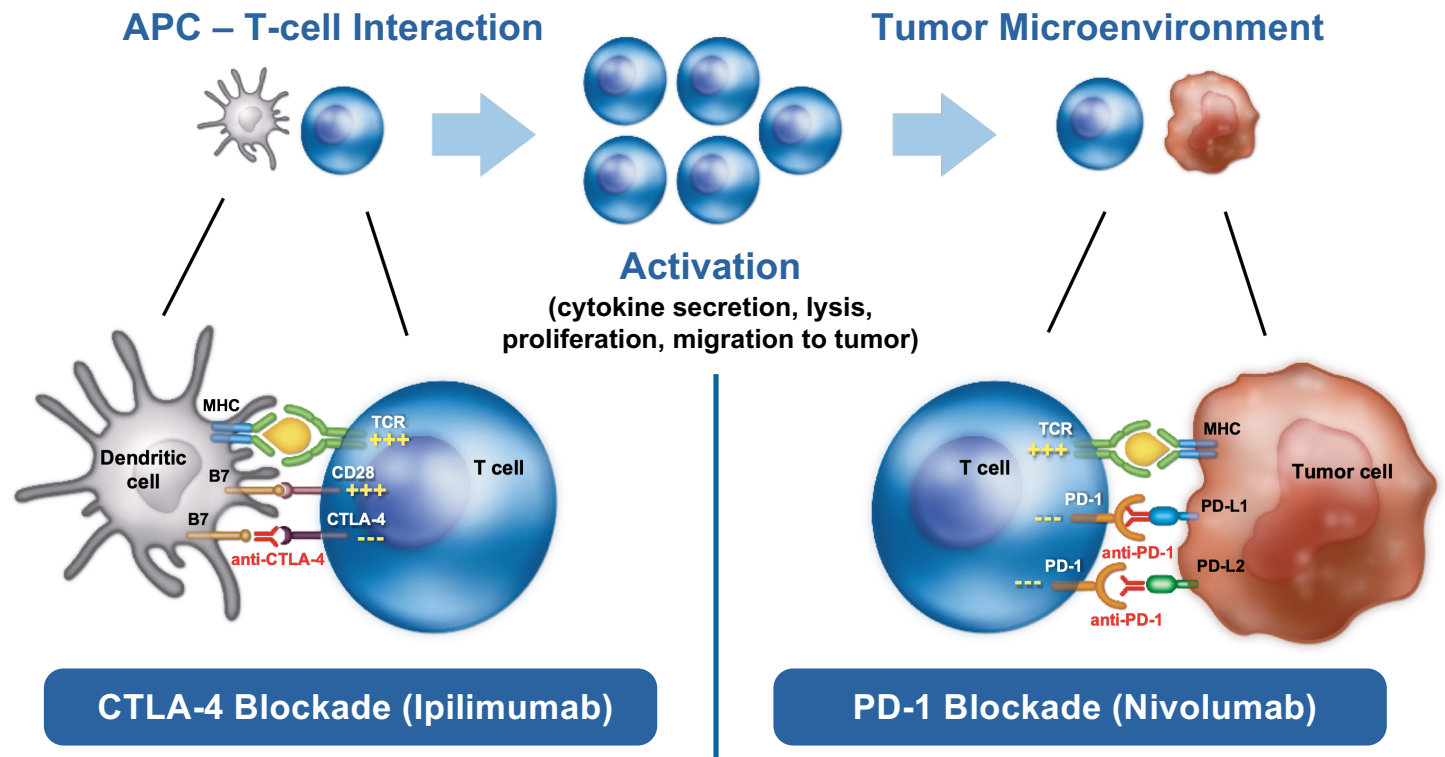 APC – T-cell Interaction
Tumor Microenvironment
Activation
(cytokine secretion, lysis,
proliferation, migration to tumor)
MHC
TCR
+++
Dendritic
cell
T cell
B7
CD28
+++
B7
CTLA-4
---
anti-CTLA-4
TCR
+++
MHC
T cell
Tumor cell
PD-1
---
PD-L1
anti-PD-1
PD-1
---
PD-L2
anti-PD-1
CTLA-4 Blockade (Ipilimumab)
PD-1 Blockade (Nivolumab)